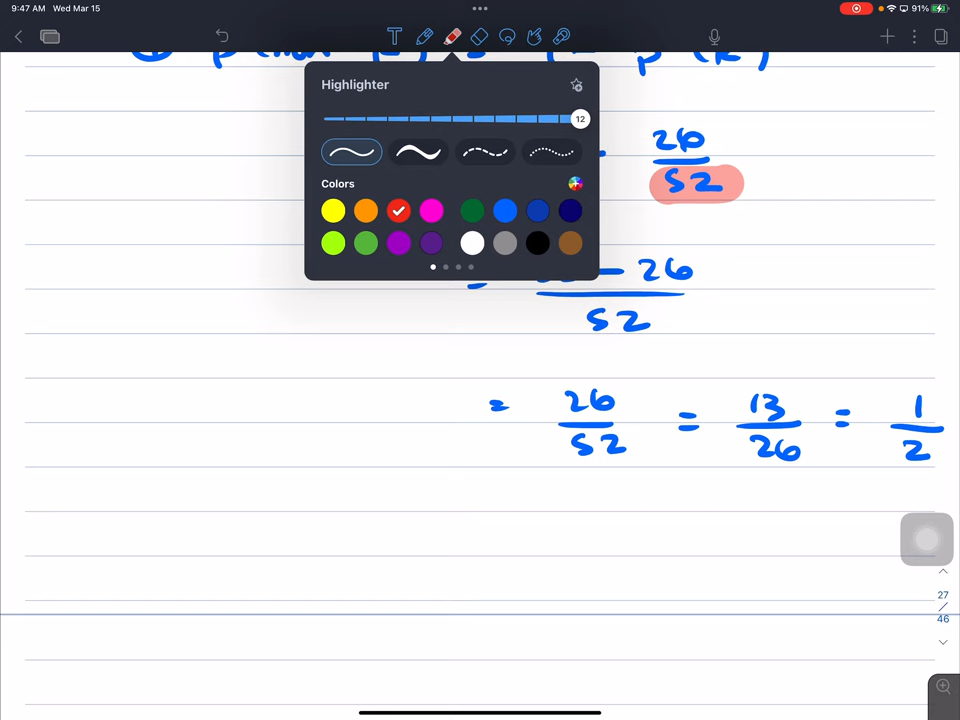 9:47 AM Wed Mar 15
91%
T
Highlighter
12
Colors
26
52
- 26
52
= 26/52 = 13/26 = 1/2
27
/
46